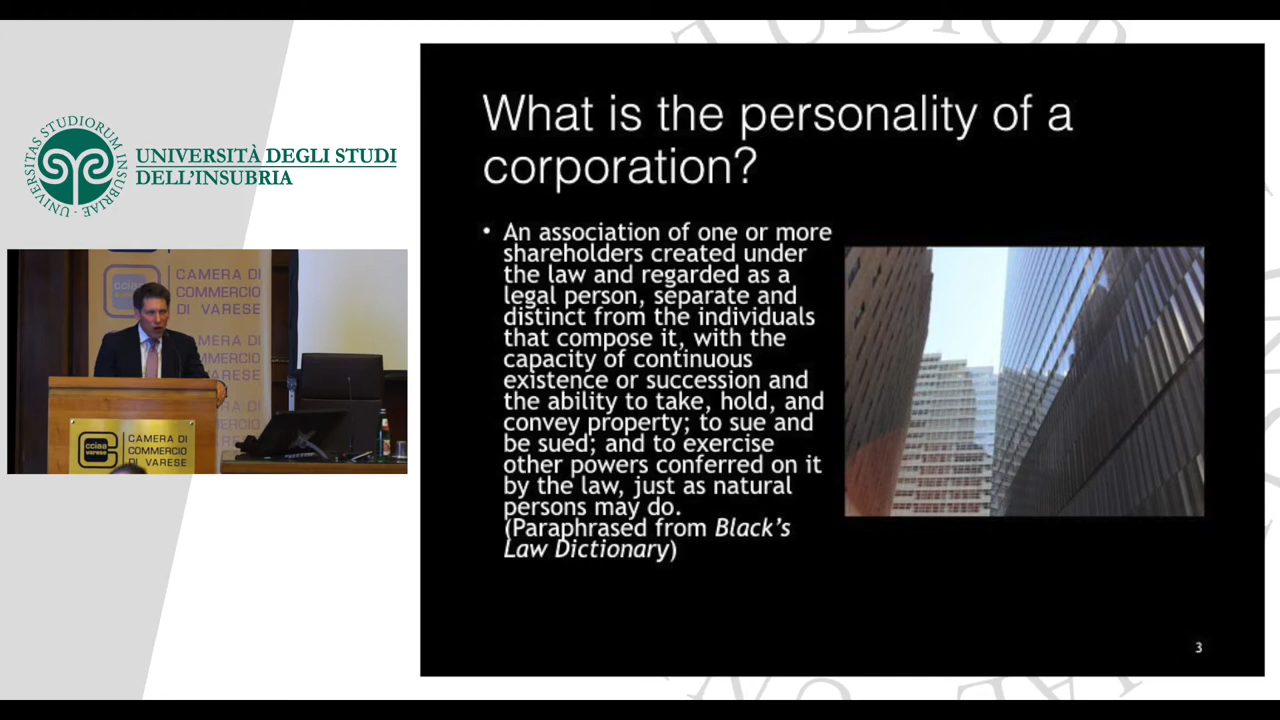 STUDIORUM
UNIVERSITAS STUDIORUM INSUBRIAE
UNIVERSITÀ DEGLI STUDI
DELL'INSUBRIA
What is the personality of a
corporation?
• An association of one or more
shareholders created under
the law and regarded as a
legal person, separate and
distinct from the individuals
that compose it, with the
capacity of continuous
existence or succession and
the ability to take, hold, and
convey property; to sue and
be sued; and to exercise
other powers conferred on it
by the law, just as natural
persons may do.
(Paraphrased from Black's
Law Dictionary)
3
cciaa
varese
CAMERA DI
COMMERCIO
DI VARESE
CAMERA DI
COMMERCIO
DI VARESE